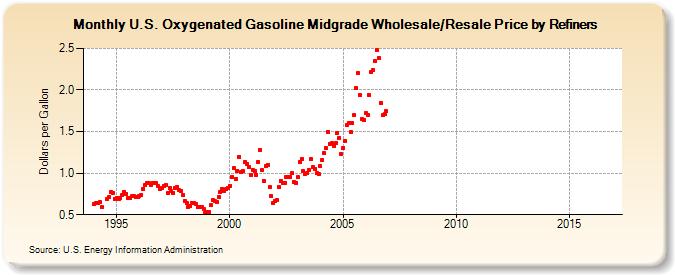 Monthly U.S. Oxygenated Gasoline Midgrade Wholesale/Resale Price by Refiners
Dollars per Gallon
2.5
2.0
1.5
1.0
0.5
1995 2000 2005 2010 2015
Source: U.S. Energy Information Administration